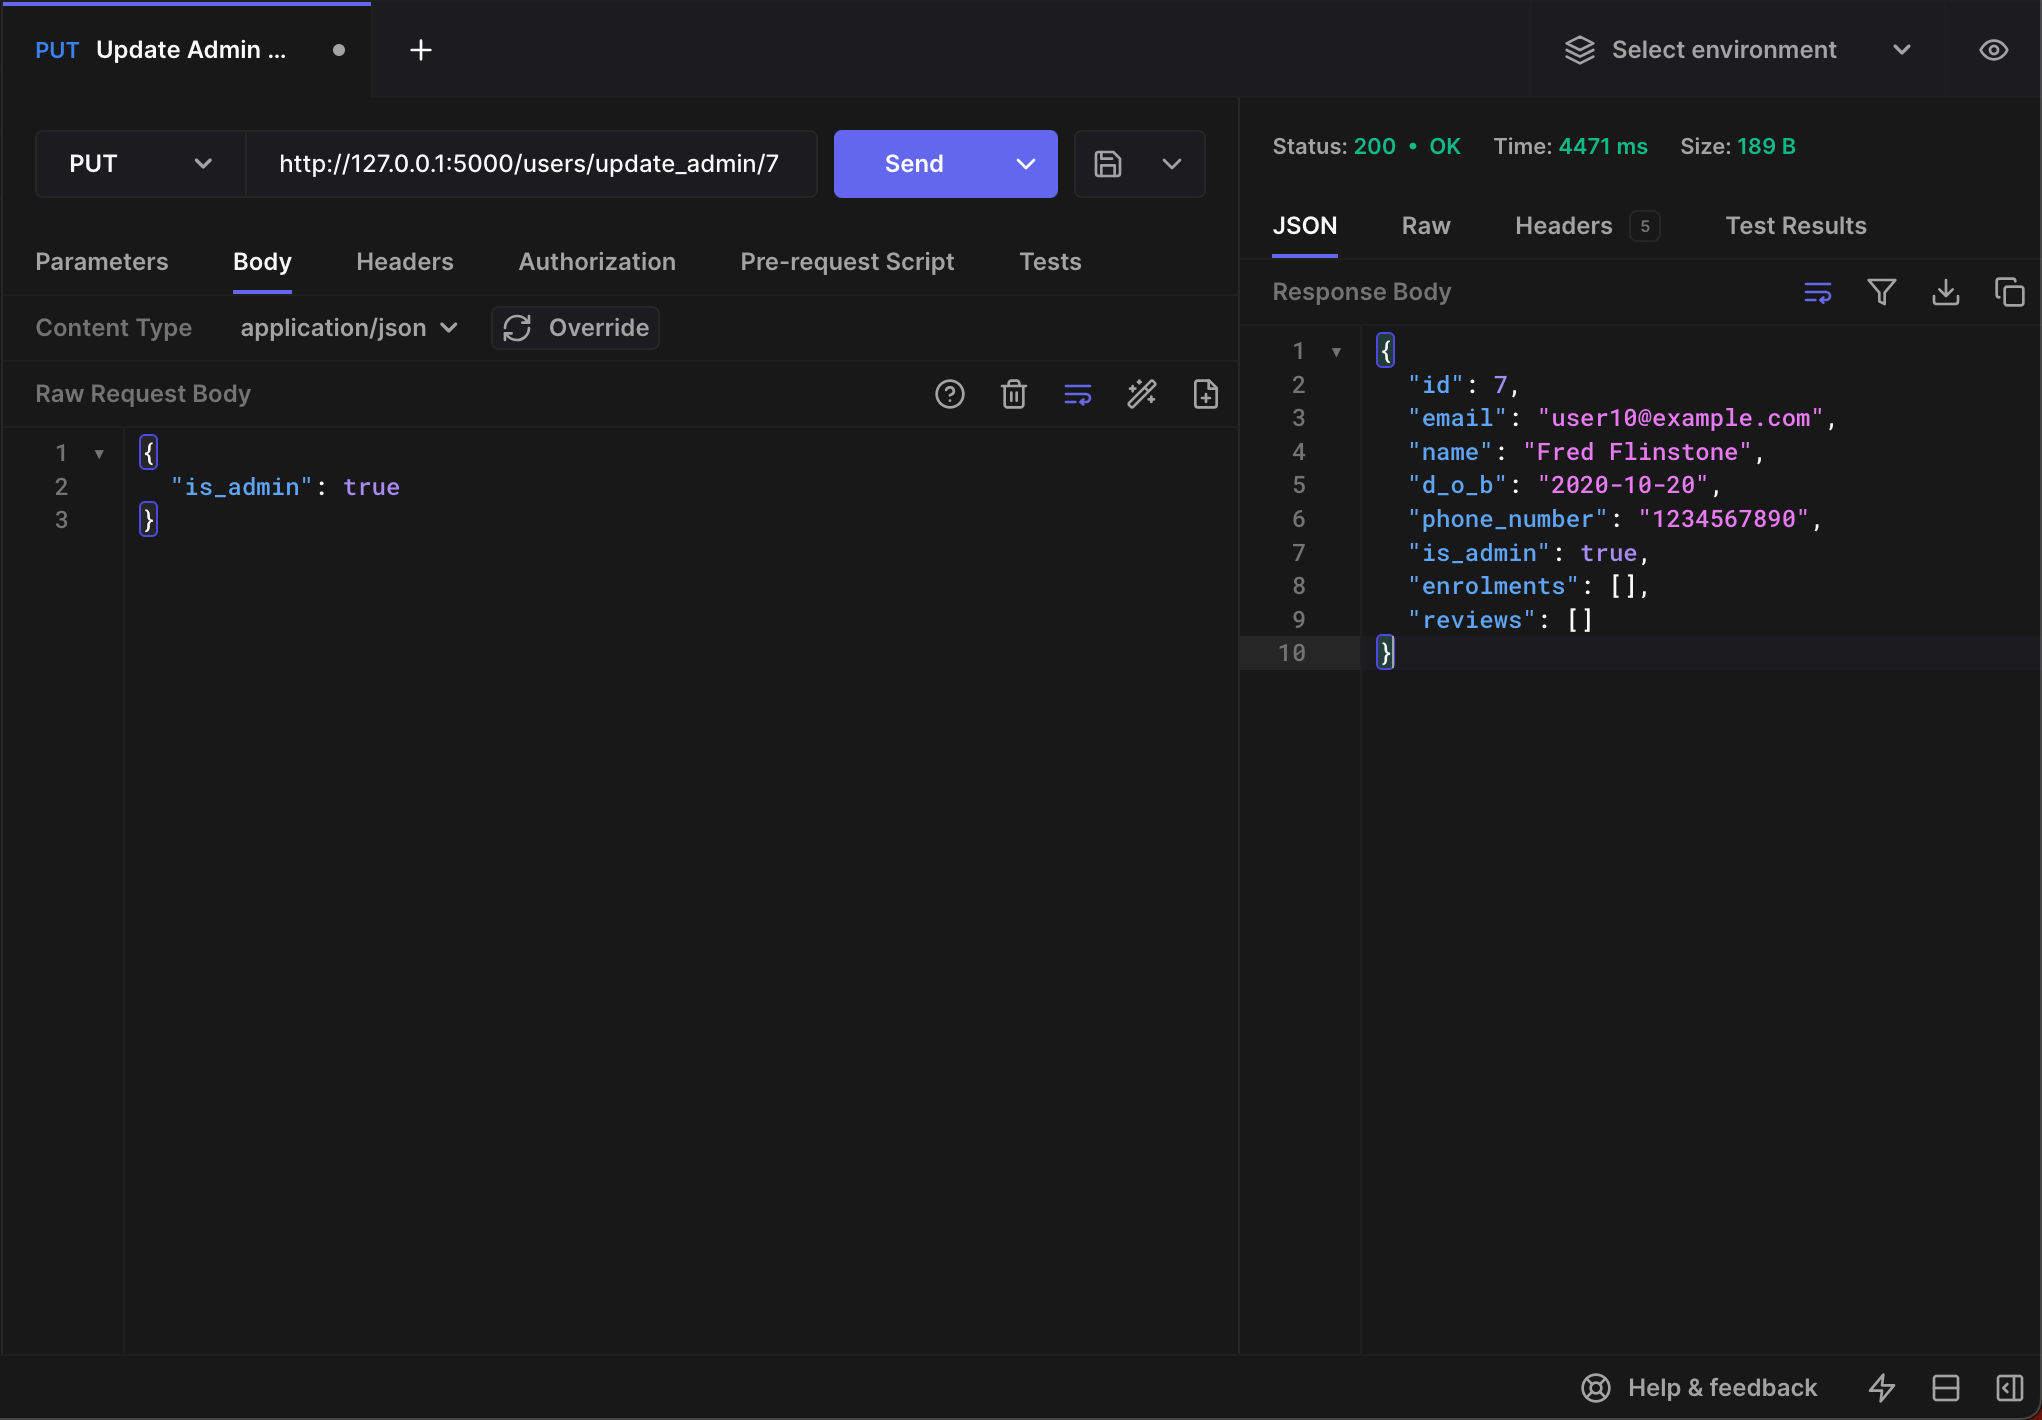 PUT Update Admin ...
Select environment
PUT
http://127.0.0.1:5000/users/update_admin/7
Send
Parameters
Body
Headers
Authorization
Pre-request Script
Tests
Content Type
application/json
Override
Raw Request Body
1 {
2 "is_admin": true
3 }
Status: 200 • OK Time: 4471 ms Size: 189 B
JSON
Raw
Headers 5
Test Results
Response Body
1 {
2 "id": 7,
3 "email": "user10@example.com",
4 "name": "Fred Flinstone",
5 "d_o_b": "2020-10-20",
6 "phone_number": "1234567890",
7 "is_admin": true,
8 "enrolments": [],
9 "reviews": []
10 }
Help & feedback